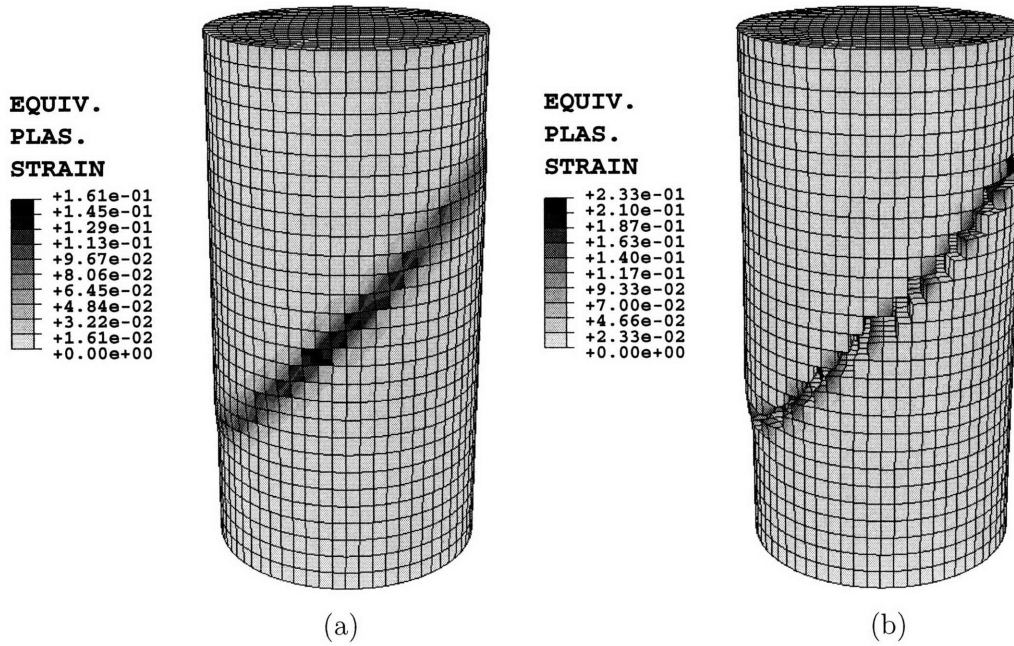 EQUIV.
PLAS.
STRAIN
+1.61e-01
+1.45e-01
+1.29e-01
+1.13e-01
+9.67e-02
+8.06e-02
+6.45e-02
+4.84e-02
+3.22e-02
+1.61e-02
+0.00e+00
(a)
EQUIV.
PLAS.
STRAIN
+2.33e-01
+2.10e-01
+1.87e-01
+1.63e-01
+1.40e-01
+1.17e-01
+9.33e-02
+7.00e-02
+4.66e-02
+2.33e-02
+0.00e+00
(b)